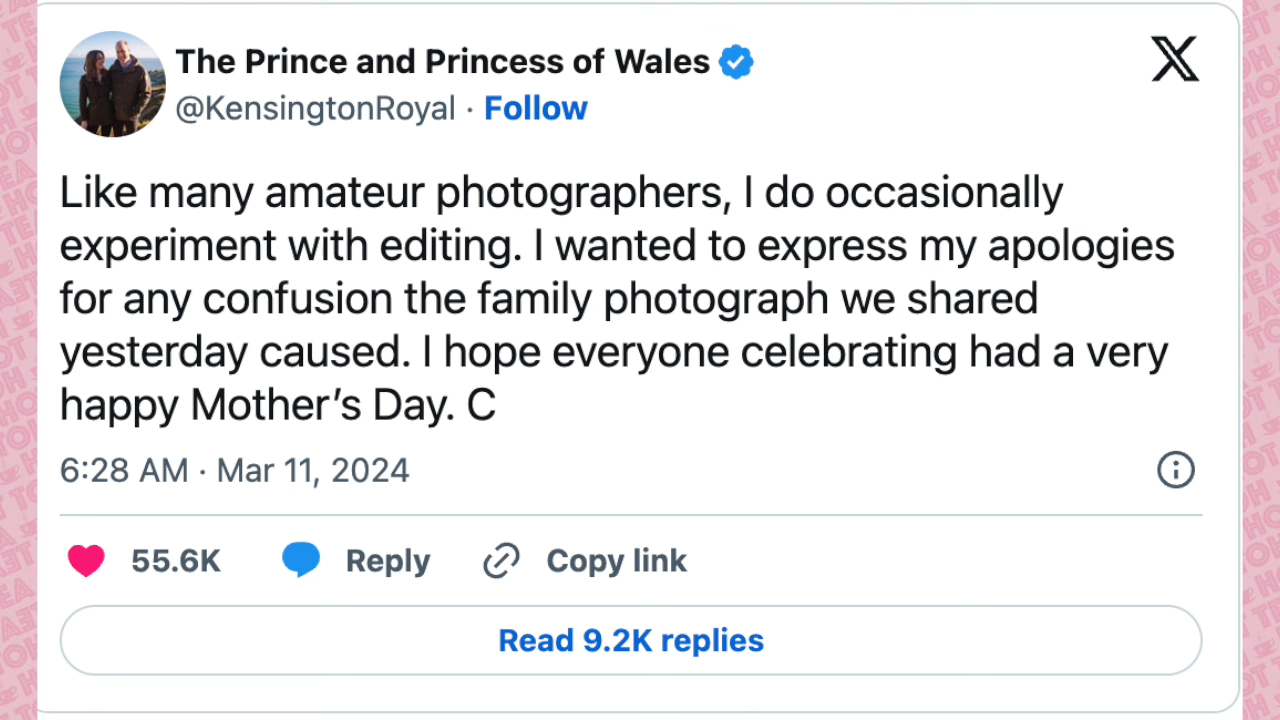 The Prince and Princess of Wales
@KensingtonRoyal · Follow
Like many amateur photographers, I do occasionally
experiment with editing. I wanted to express my apologies
for any confusion the family photograph we shared
yesterday caused. I hope everyone celebrating had a very
happy Mother’s Day. C
6:28 AM · Mar 11, 2024
55.6K Reply Copy link
Read 9.2K replies